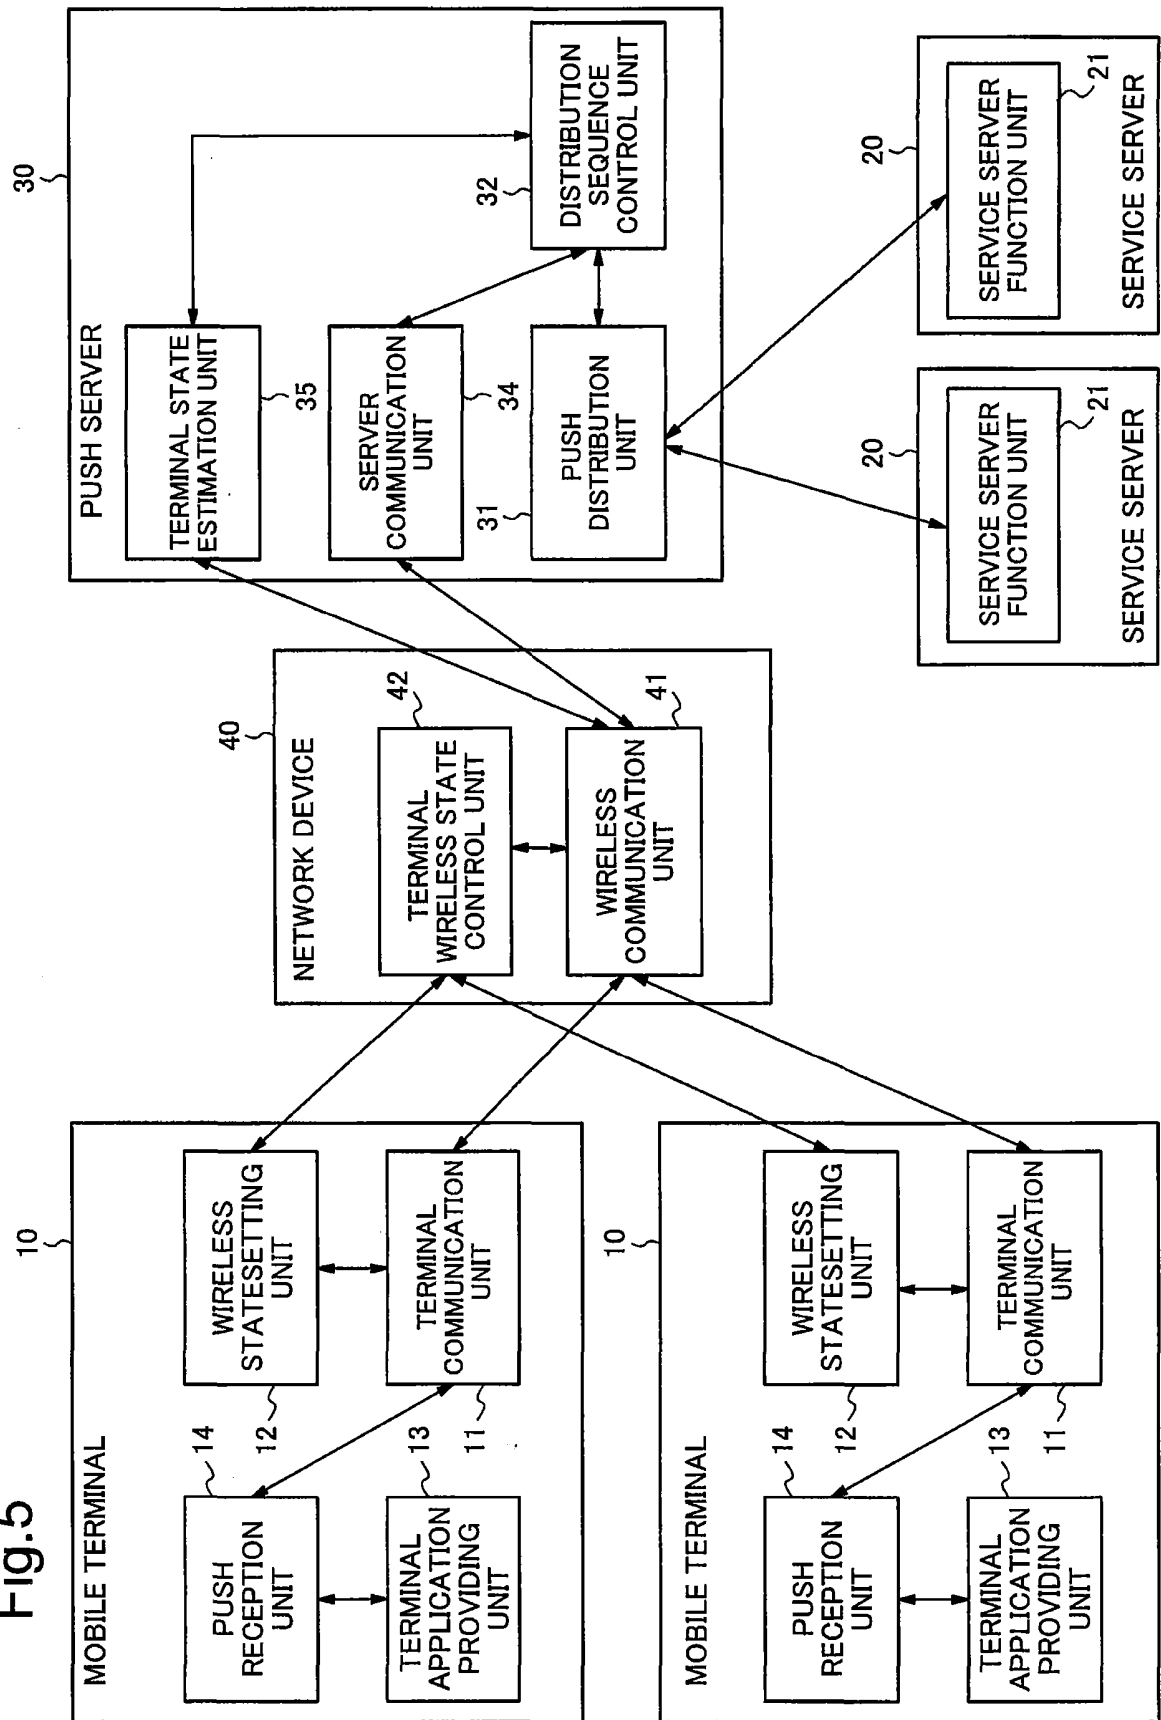 Fig.5
MOBILE TERMINAL
10
PUSH
RECEPTION
UNIT
14
WIRELESS
STATESETTING
UNIT
12
TERMINAL
APPLICATION
PROVIDING
UNIT
13
TERMINAL
COMMUNICATION
UNIT
11
MOBILE TERMINAL
10
PUSH
RECEPTION
UNIT
14
WIRELESS
STATESETTING
UNIT
12
TERMINAL
APPLICATION
PROVIDING
UNIT
13
TERMINAL
COMMUNICATION
UNIT
11
NETWORK DEVICE
40
TERMINAL
WIRELESS STATE
CONTROL UNIT
42
WIRELESS
COMMUNICATION
UNIT
41
PUSH SERVER
30
TERMINAL STATE
ESTIMATION UNIT
35
SERVER
COMMUNICATION
UNIT
34
PUSH
DISTRIBUTION
UNIT
31
DISTRIBUTION
SEQUENCE
CONTROL UNIT
32
20
SERVICE SERVER
FUNCTION UNIT
21
SERVICE SERVER
20
SERVICE SERVER
FUNCTION UNIT
21
SERVICE SERVER